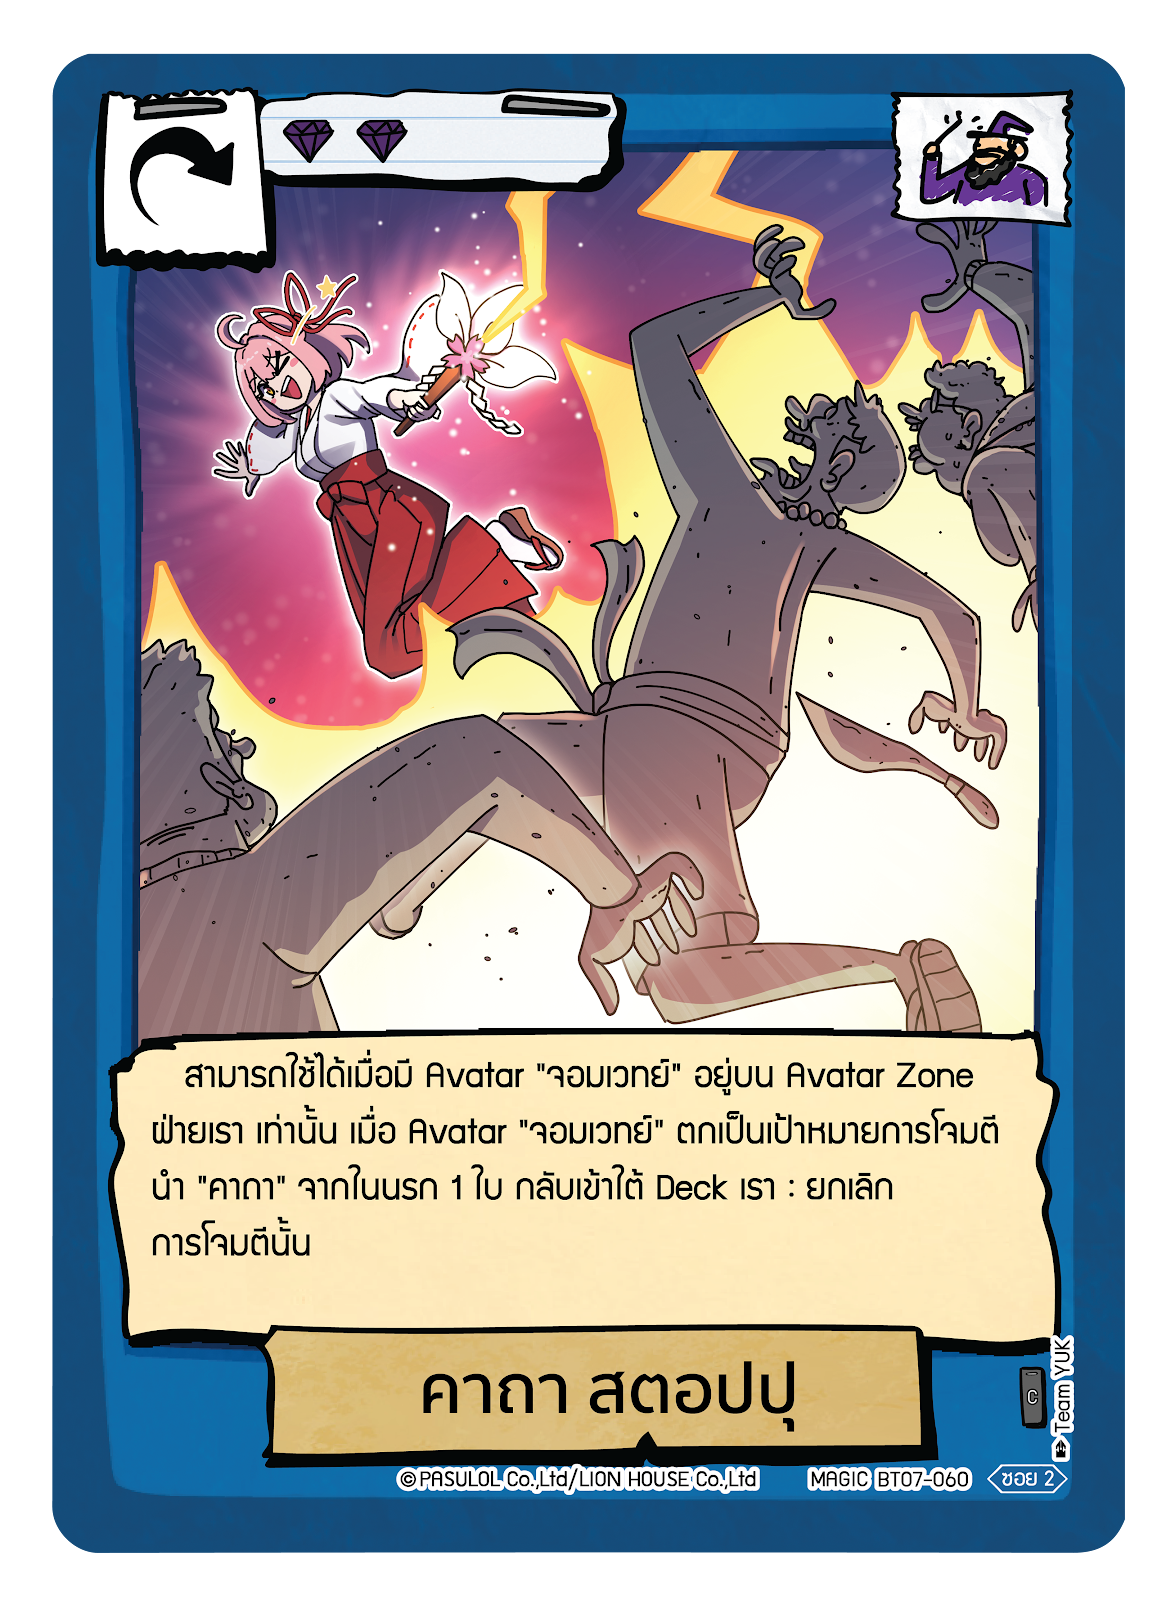 สามารถใช้ได้เมื่อมี Avatar "จอมเวทย์" อยู่บน Avatar Zone
ฝ่ายเรา เท่านั้น เมื่อ Avatar "จอมเวทย์" ตกเป็นเป้าหมายการโจมตี
นำ "คาถา" จากในนรก 1 ใบ กลับเข้าใต้ Deck เรา : ยกเลิก
การโจมตีนั้น
คาถา สตอปปุ
C
Team YUK
©PASULOL Co.,Ltd/LION HOUSE Co.,Ltd
MAGIC BT07-060
ซอย 2